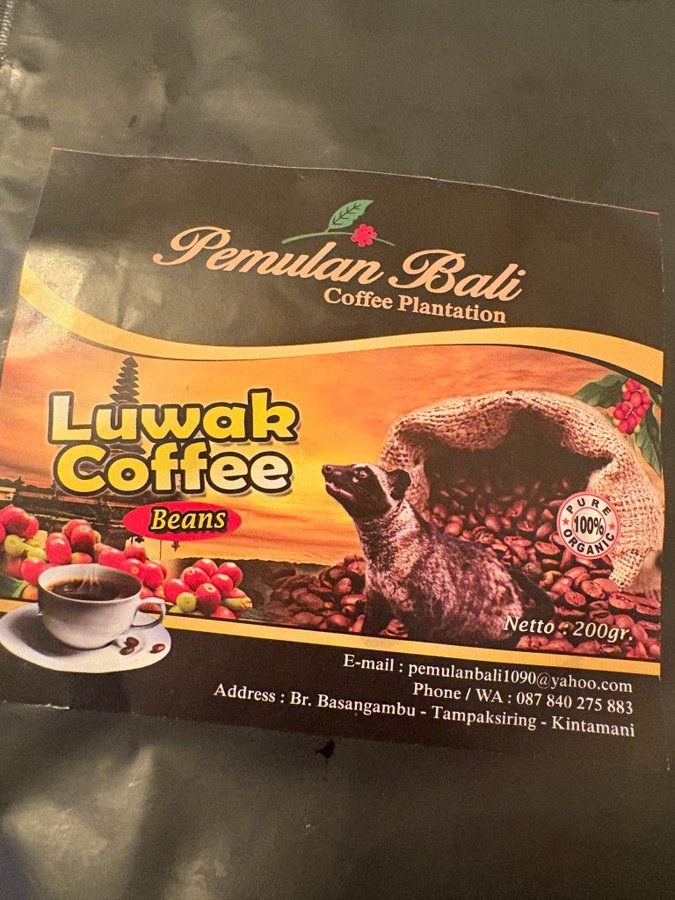 Pemulan Bali
Coffee Plantation
Luwak
Coffee
Beans
PURE
100%
ORGANIC
Netto : 200gr.
E-mail : pemulanbali1090@yahoo.com
Phone / WA : 087 840 275 883
Address : Br. Basangambu - Tampaksiring - Kintamani